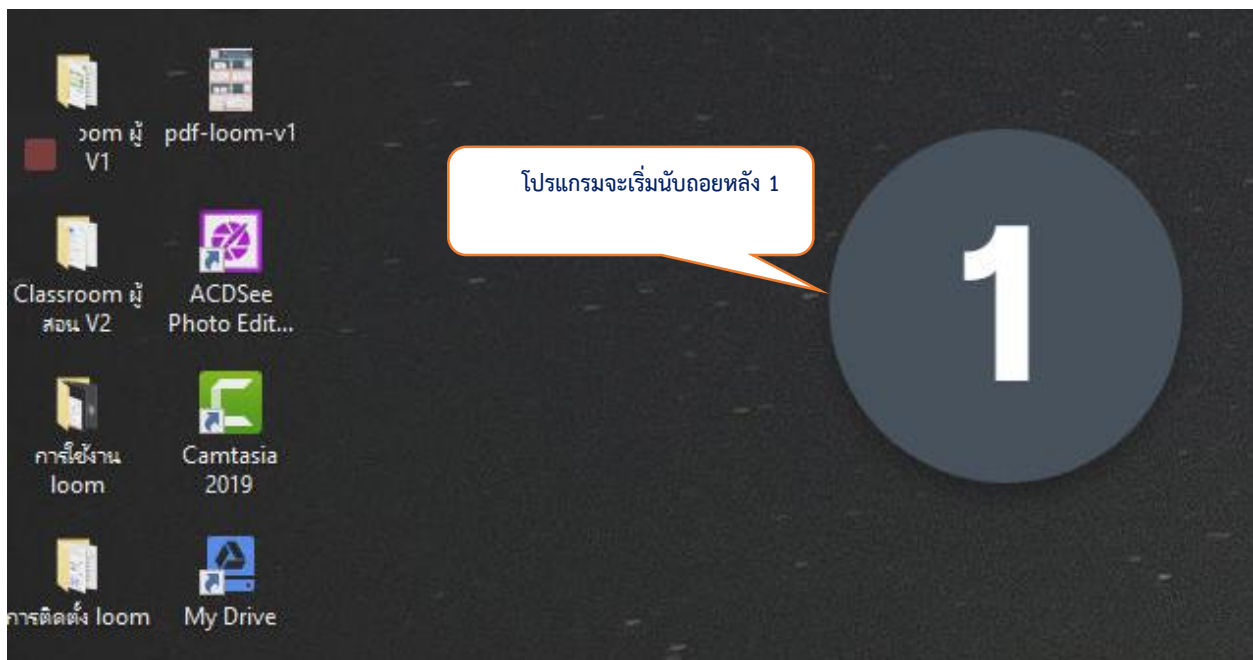 oom ผู้
V1
pdf-loom-v1
โปรแกรมจะเริ่มนับถอยหลัง 1
1
Classroom ผู้
สอน V2
ACDSee
Photo Edit...
การใช้งาน
loom
Camtasia
2019
การติดตั้ง loom
My Drive